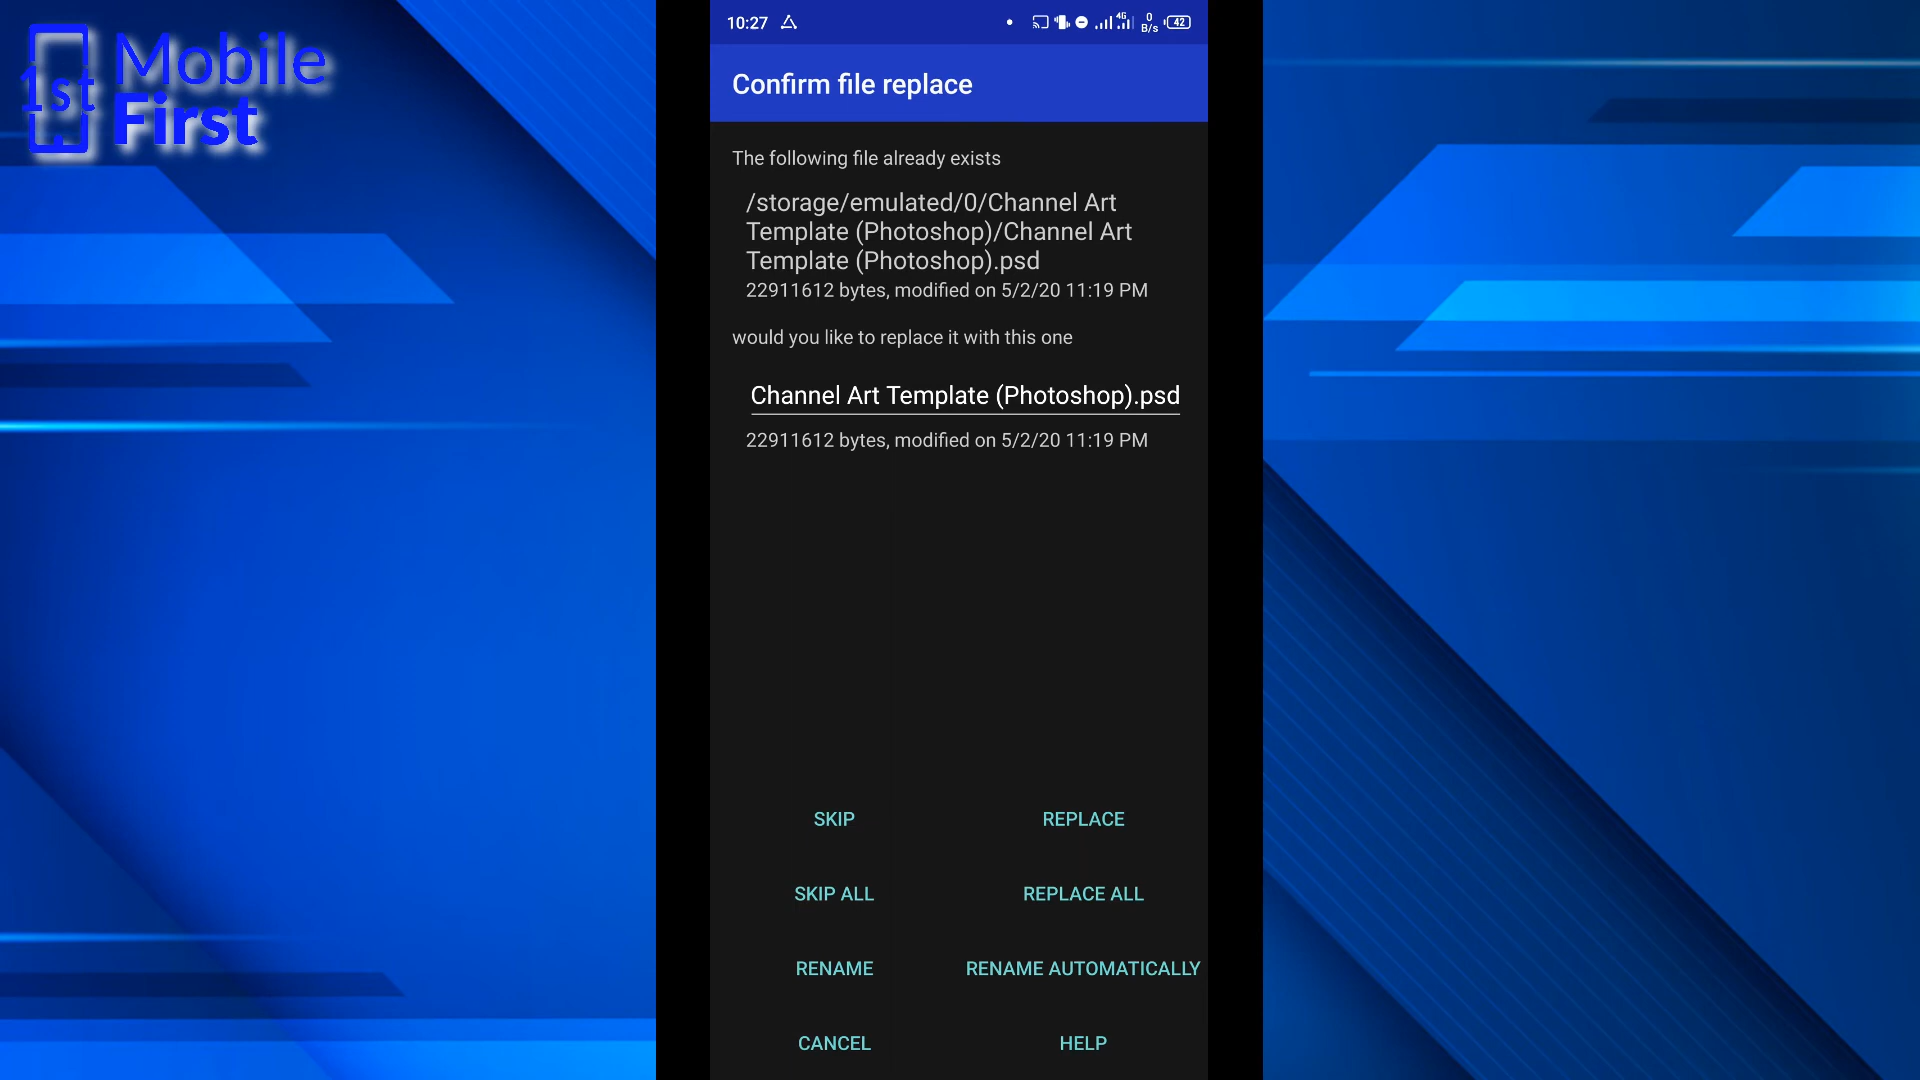 1st Mobile
First
10:27
4G
0
B/s
42
Confirm file replace
The following file already exists
/storage/emulated/0/Channel Art
Template (Photoshop)/Channel Art
Template (Photoshop).psd
22911612 bytes, modified on 5/2/20 11:19 PM
would you like to replace it with this one
Channel Art Template (Photoshop).psd
22911612 bytes, modified on 5/2/20 11:19 PM
SKIP
REPLACE
SKIP ALL
REPLACE ALL
RENAME
RENAME AUTOMATICALLY
CANCEL
HELP